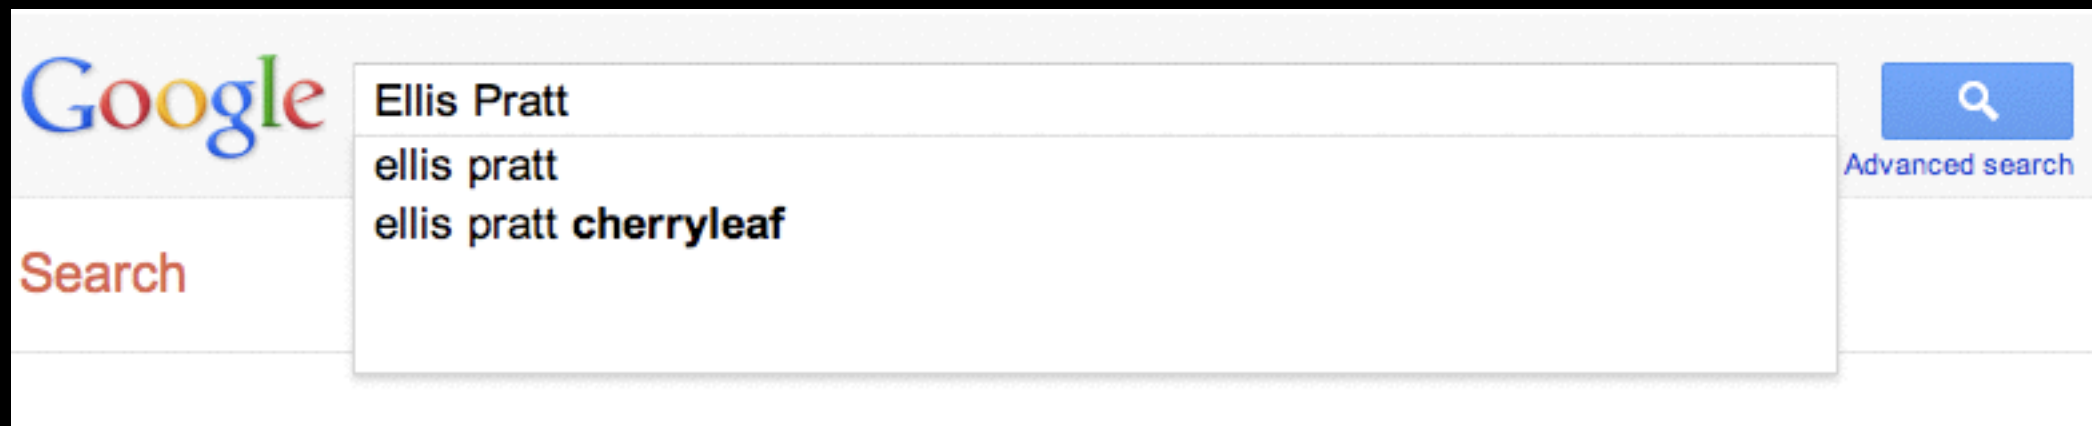 Google Ellis Pratt
ellis pratt
Advanced search
ellis pratt cherryleaf
Search